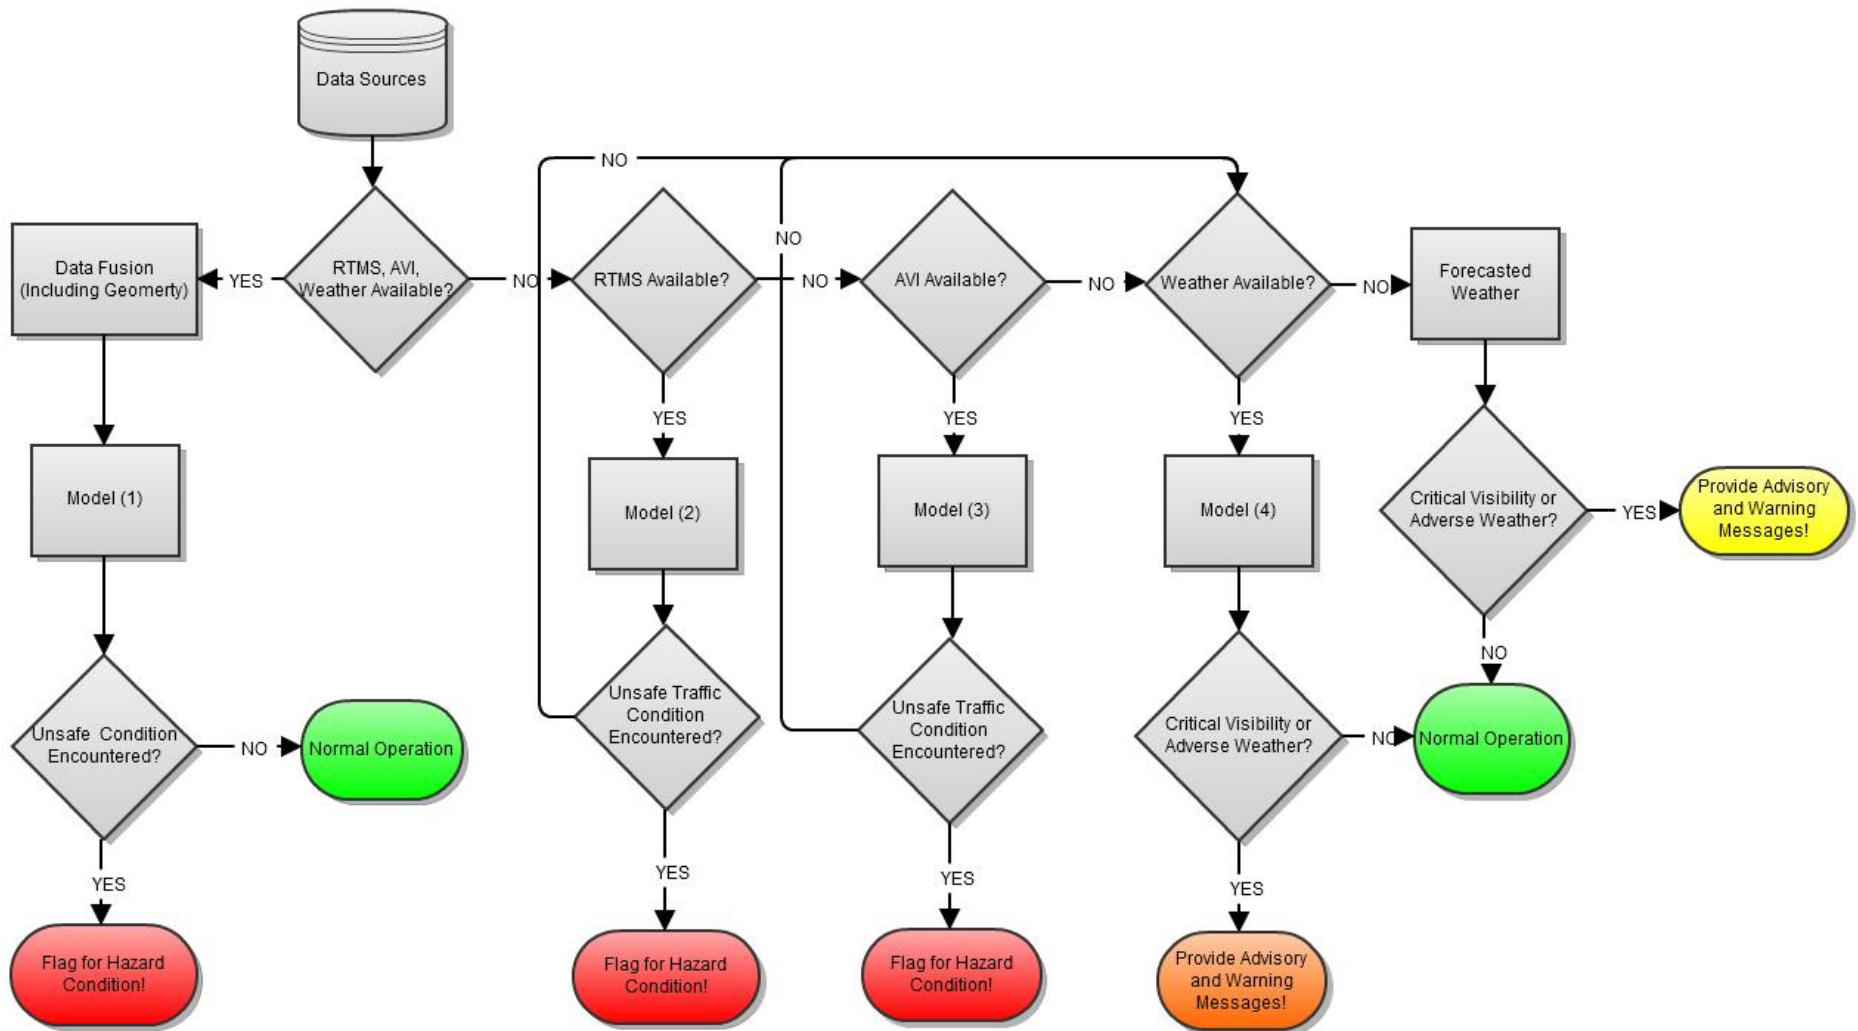 Data Sources
NO
NO
RTMS, AVI,
Weather Available?
YES
Data Fusion
(Including Geomerty)
NO
RTMS Available?
NO
AVI Available?
NO
Weather Available?
NO
Forecasted
Weather
YES
YES
YES
Model (1)
Model (2)
Model (3)
Model (4)
Critical Visibility or
Adverse Weather?
YES
Provide Advisory
and Warning
Messages!
NO
Unsafe  Condition
Encountered?
NO
Normal Operation
Unsafe Traffic
Condition
Encountered?
Unsafe Traffic
Condition
Encountered?
Critical Visibility or
Adverse Weather?
NO
Normal Operation
YES
YES
YES
YES
Flag for Hazard
Condition!
Flag for Hazard
Condition!
Flag for Hazard
Condition!
Provide Advisory
and Warning
Messages!